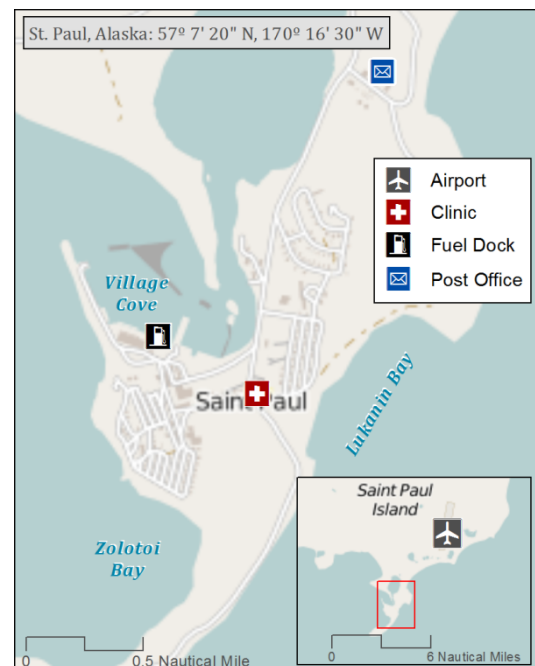 St. Paul, Alaska: 57º 7' 20" N, 170º 16' 30" W
Airport
Clinic
Fuel Dock
Post Office
Village
Cove
Saint Paul
Lukanin Bay
Zolotoi
Bay
Saint Paul
Island
0 0.5 Nautical Mile
0 6 Nautical Miles